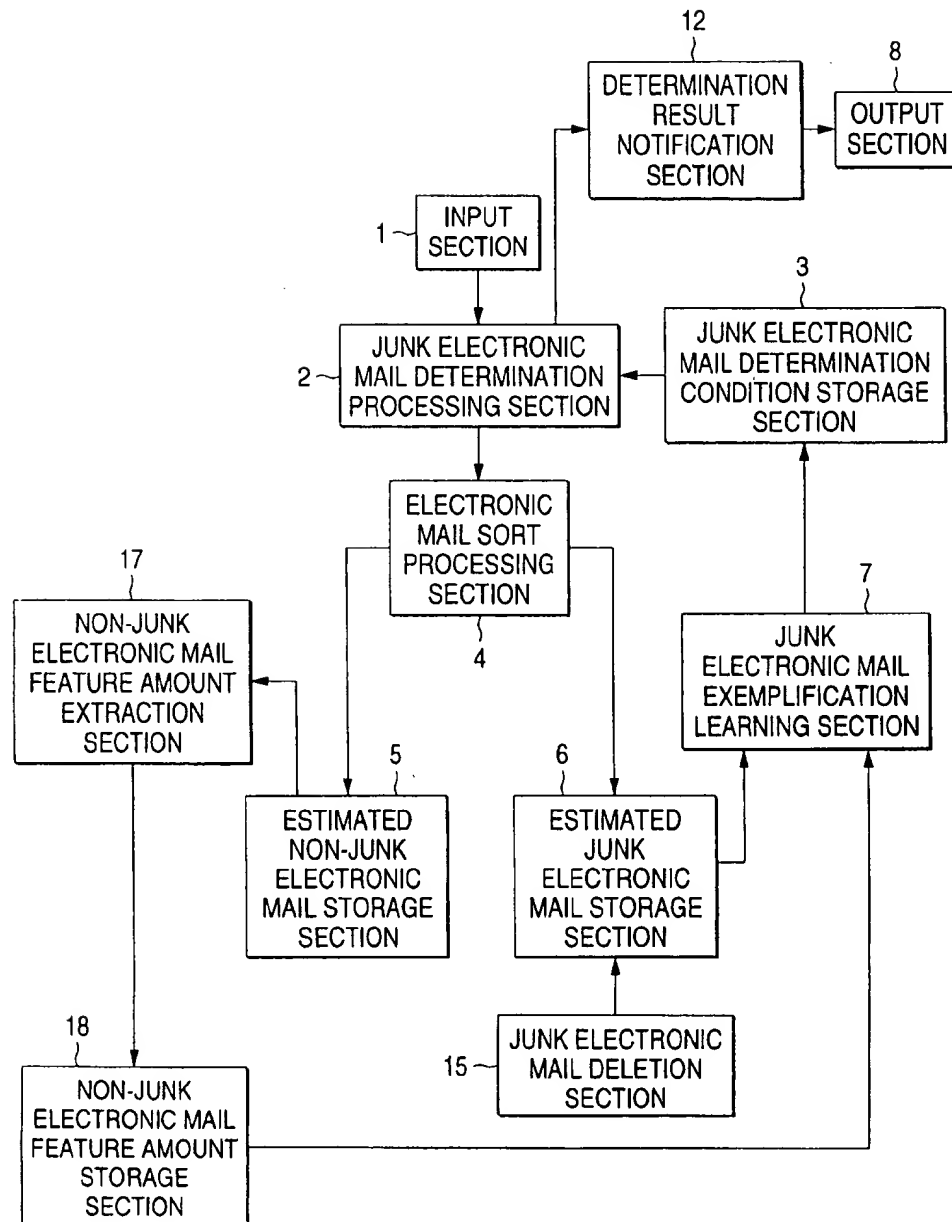 12
DETERMINATION
RESULT
NOTIFICATION
SECTION
8
OUTPUT
SECTION
1
INPUT
SECTION
3
JUNK ELECTRONIC
MAIL DETERMINATION
CONDITION STORAGE
SECTION
2
JUNK ELECTRONIC
MAIL DETERMINATION
PROCESSING SECTION
ELECTRONIC
MAIL SORT
PROCESSING
SECTION
4
17
NON-JUNK
ELECTRONIC MAIL
FEATURE AMOUNT
EXTRACTION
SECTION
7
JUNK
ELECTRONIC MAIL
EXEMPLIFICATION
LEARNING SECTION
5
ESTIMATED
NON-JUNK
ELECTRONIC
MAIL STORAGE
SECTION
6
ESTIMATED
JUNK
ELECTRONIC
MAIL STORAGE
SECTION
15
JUNK ELECTRONIC
MAIL DELETION
SECTION
18
NON-JUNK
ELECTRONIC MAIL
FEATURE AMOUNT
STORAGE
SECTION